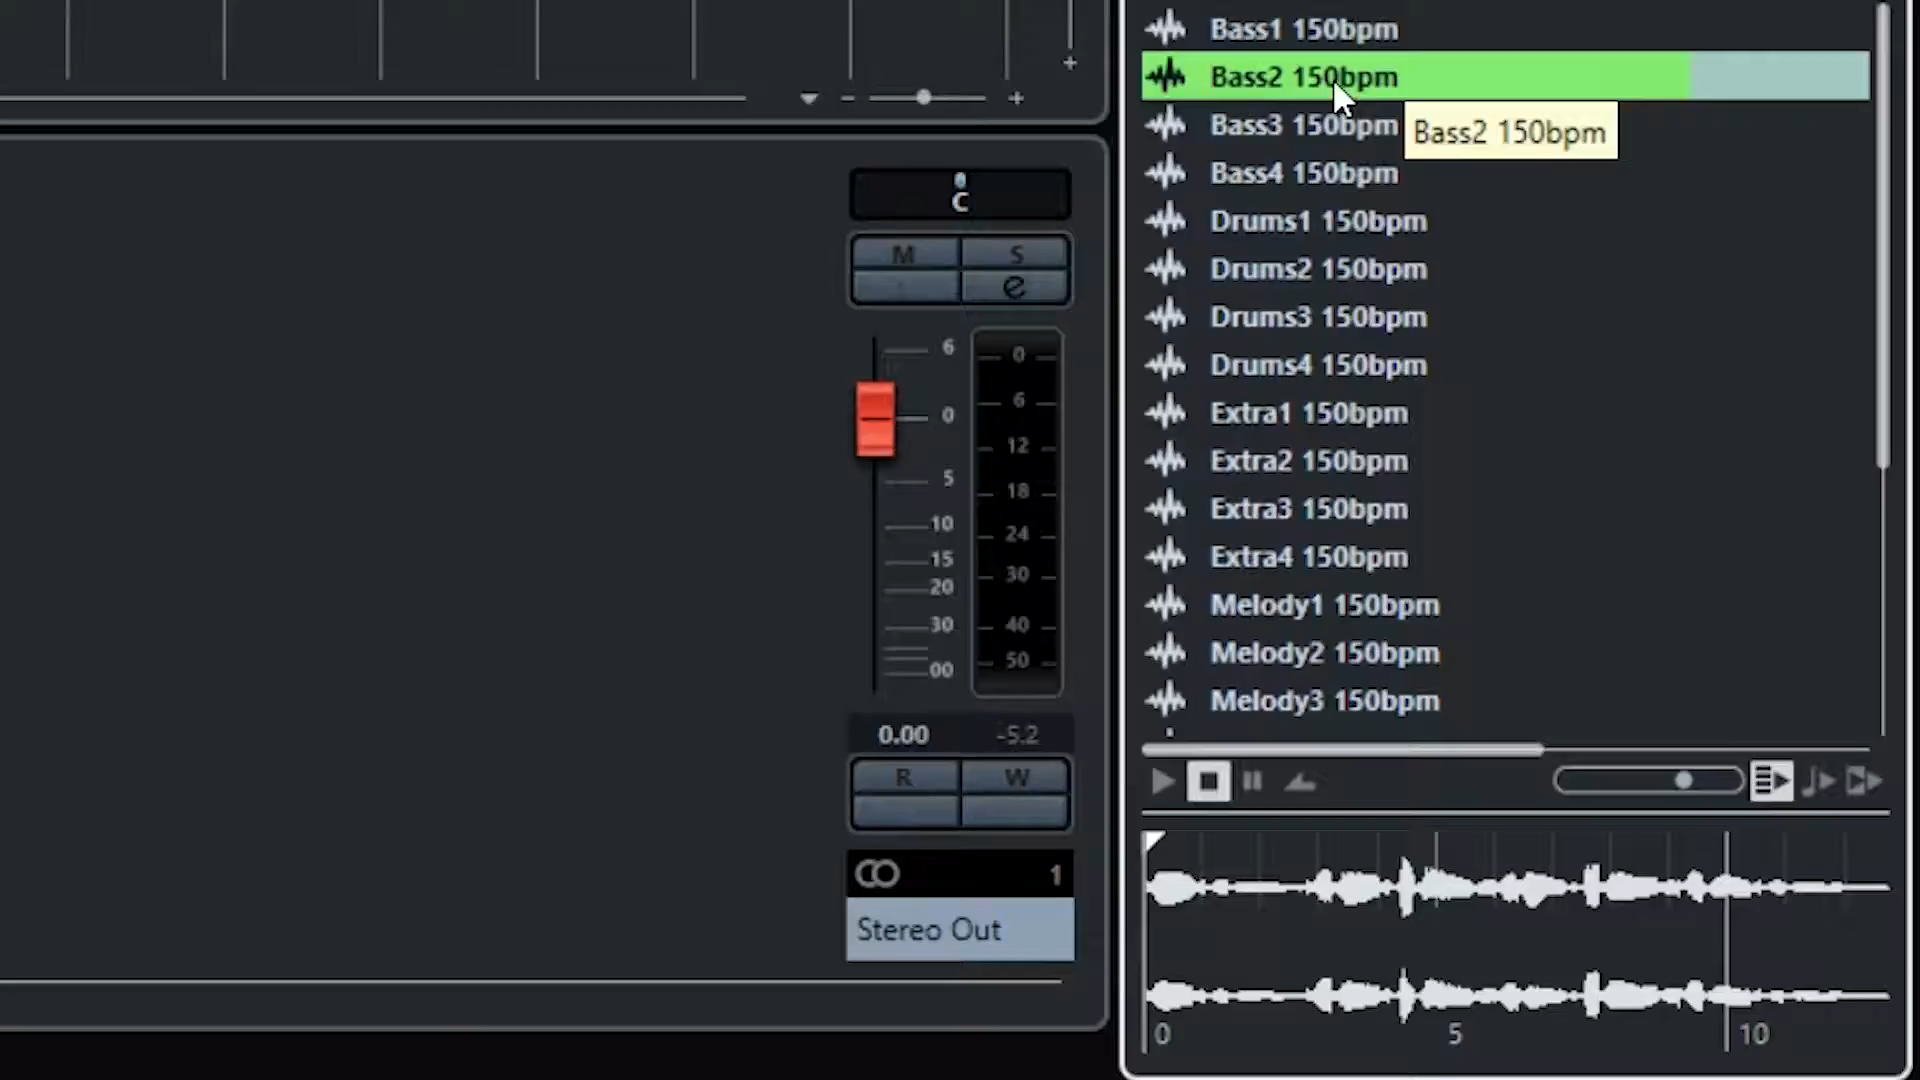 Bass1 150bpm
Bass2 150bpm
Bass3 150bpm
Bass2 150bpm
Bass4 150bpm
Drums1 150bpm
Drums2 150bpm
Drums3 150bpm
Drums4 150bpm
Extra1 150bpm
Extra2 150bpm
Extra3 150bpm
Extra4 150bpm
Melody1 150bpm
Melody2 150bpm
Melody3 150bpm
C
M S
e
6
0
5
10
15
20
30
00
0
6
12
18
24
30
40
50
0.00 -5.2
R W
1
Stereo Out
0 5 10